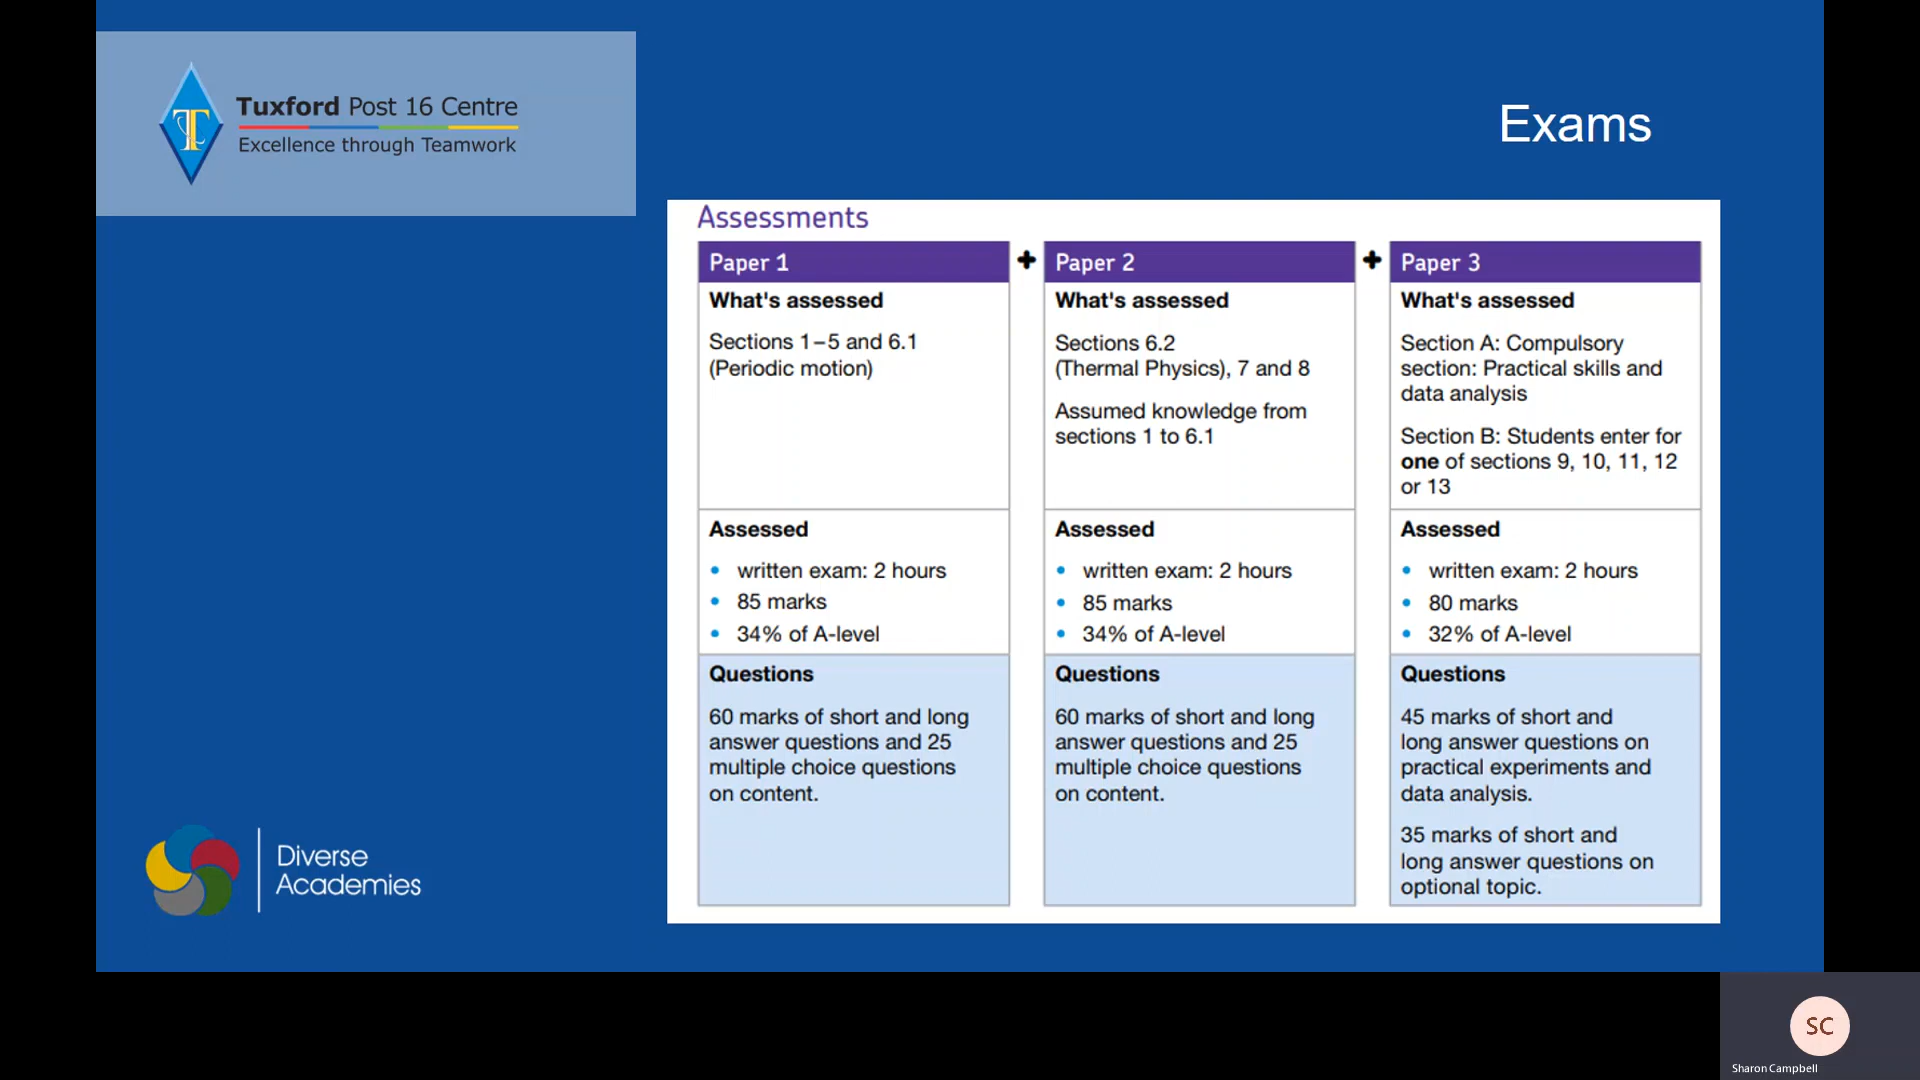 Tuxford Post 16 Centre
Excellence through Teamwork
Exams
Assessments
Paper 1
What's assessed
Sections 1–5 and 6.1
(Periodic motion)
Assessed
• written exam: 2 hours
• 85 marks
• 34% of A-level
Questions
60 marks of short and long
answer questions and 25
multiple choice questions
on content.
+
Paper 2
What's assessed
Sections 6.2
(Thermal Physics), 7 and 8
Assumed knowledge from
sections 1 to 6.1
Assessed
• written exam: 2 hours
• 85 marks
• 34% of A-level
Questions
60 marks of short and long
answer questions and 25
multiple choice questions
on content.
+
Paper 3
What's assessed
Section A: Compulsory
section: Practical skills and
data analysis
Section B: Students enter for
one of sections 9, 10, 11, 12
or 13
Assessed
• written exam: 2 hours
• 80 marks
• 32% of A-level
Questions
45 marks of short and
long answer questions on
practical experiments and
data analysis.
35 marks of short and
long answer questions on
optional topic.
Diverse
Academies
SC
Sharon Campbell